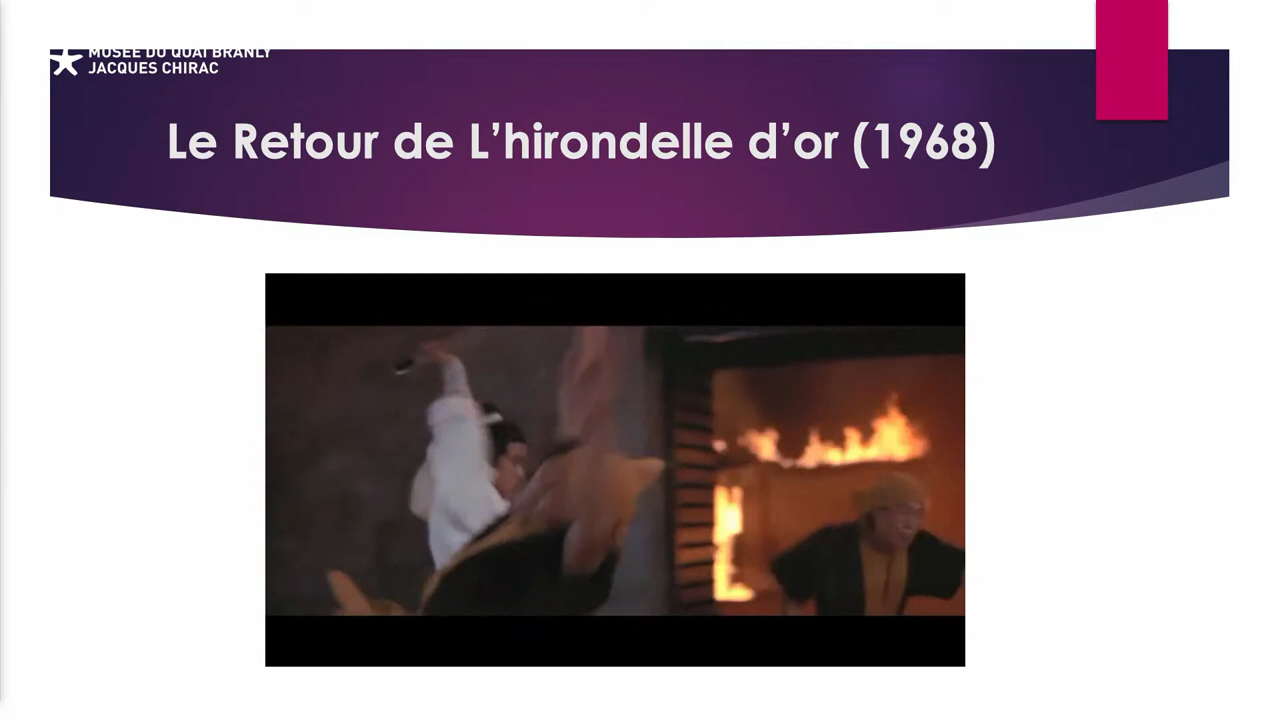 MUSÉE DU QUAI BRANLY
JACQUES CHIRAC
Le Retour de L’hirondelle d’or (1968)